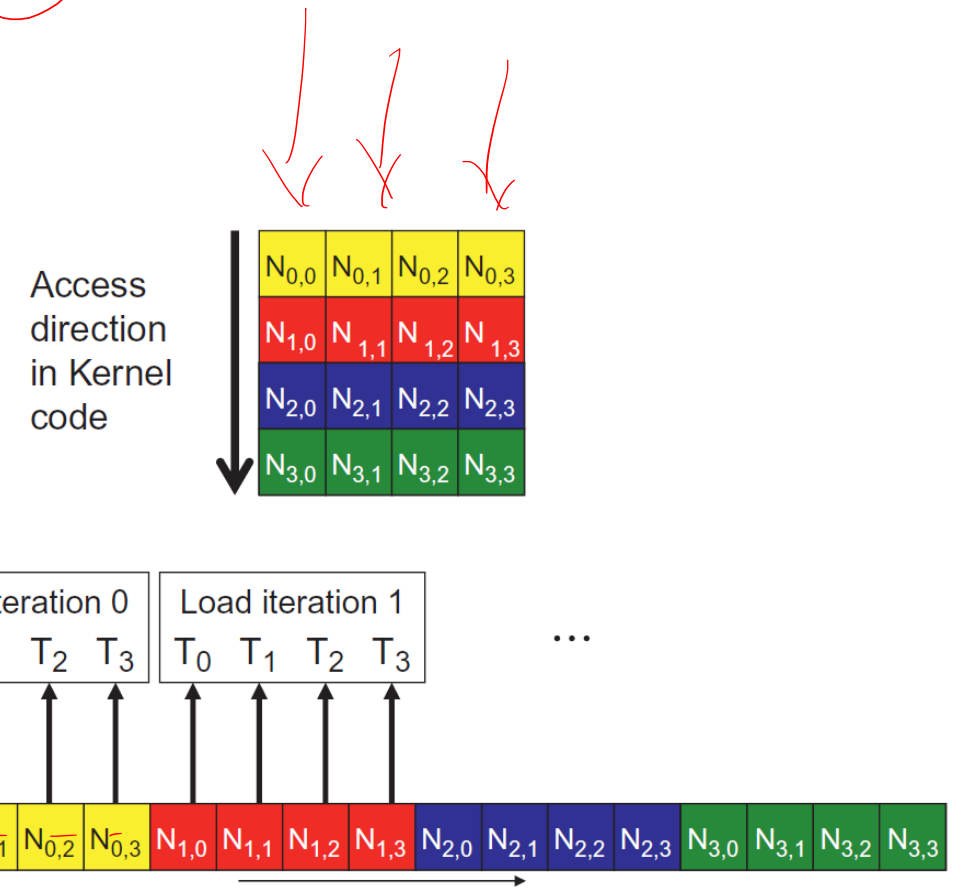 Access
direction
in Kernel
code
N0,0 N0,1 N0,2 N0,3
N1,0 N1,1 N1,2 N1,3
N2,0 N2,1 N2,2 N2,3
N3,0 N3,1 N3,2 N3,3
teration 0
T2 T3
Load iteration 1
T0 T1 T2 T3
...
1 N0,2 N0,3 N1,0 N1,1 N1,2 N1,3 N2,0 N2,1 N2,2 N2,3 N3,0 N3,1 N3,2 N3,3